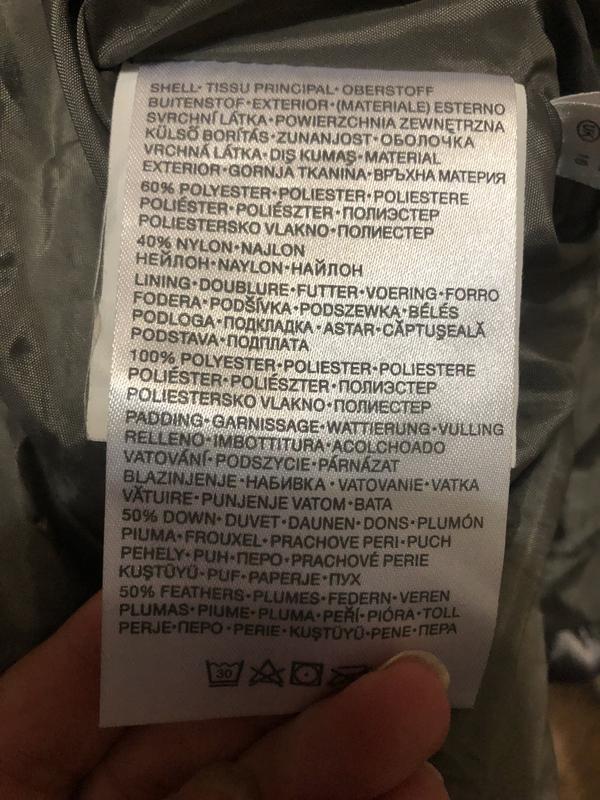 SHELL•TISSU PRINCIPAL•OBERSTOFF
BUITENSTOF•EXTERIOR•(MATERIALE) ESTERNO
SVRCHNÍ LÁTKA•POWIERZCHNIA ZEWNĘTRZNA
KÜLSŐ BORÍTÁS•ZUNANJOST•ОБОЛОЧКА
VRCHNÁ LÁTKA•DIŞ KUMAŞ•MATERIAL
EXTERIOR•GORNJA TKANINA•ВРЪХНА МАТЕРИЯ
60% POLYESTER•POLIESTER•POLIESTERE
POLIÉSTER•POLIÉSZTER•ПОЛИЭСТЕР
POLIESTERSKO VLAKNO•ПОЛИЕСТЕР
40% NYLON•NAJLON
НЕЙЛОН•NAYLON•НАЙЛОН
LINING•DOUBLURE•FUTTER•VOERING•FORRO
FODERA•PODŠÍVKA•PODSZEWKA•BÉLÉS
PODLOGA•ПОДКЛАДКА•ASTAR•CĂPTUŞEALĂ
PODSTAVA•ПОДПЛАТА
100% POLYESTER•POLIESTER•POLIESTERE
POLIÉSTER•POLIÉSZTER•ПОЛИЭСТЕР
POLIESTERSKO VLAKNO•ПОЛИЕСТЕР
PADDING•GARNISSAGE•WATTIERUNG•VULLING
RELLENO•IMBOTTITURA•ACOLCHOADO
VATOVÁNÍ•PODSZYCIE•PÁRNÁZAT
BLAZINJENJE•НАБИВКА•VATOVANIE•VATKA
VĂTUIRE•PUNJENJE VATOM•ВАТА
50% DOWN•DUVET•DAUNEN•DONS•PLUMÓN
PIUMA•FROUXEL•PRACHOVE PERI•PUCH
PEHELY•PUH•ПЕРО•PRACHOVÉ PERIE
KUŞTÜYÜ•PUF•PAPERJE•ПУХ
50% FEATHERS•PLUMES•FEDERN•VEREN
PLUMAS•PIUME•PLUMA•PEŘÍ•PIÓRA•TOLL
PERJE•ПЕРО•PERIE•KUŞTÜYÜ•PENE•ПЕРА
30